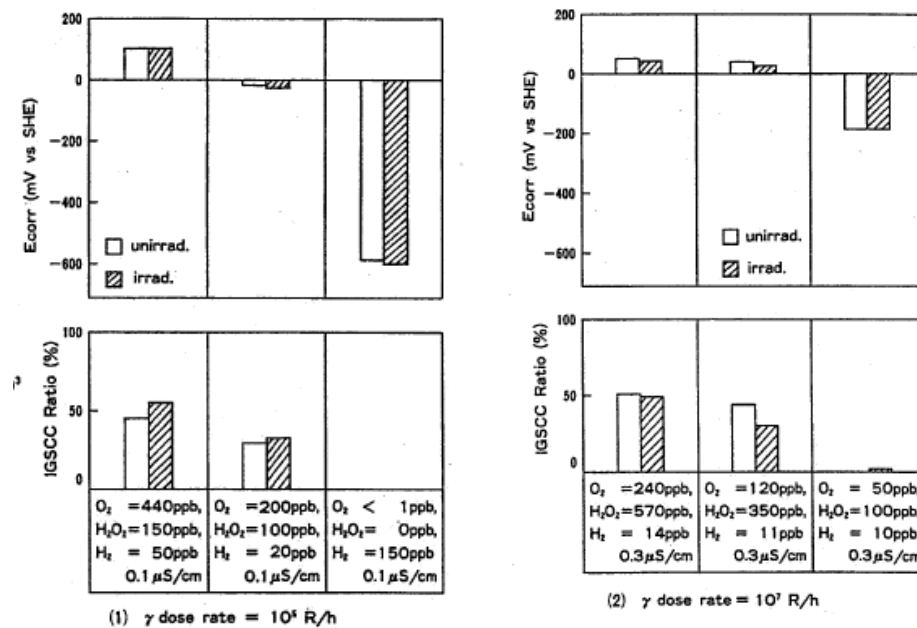 200
0
−200
−400
−600
Ecorr (mV vs SHE)
unirrad.
irrad.
100
50
0
IGSCC Ratio (%)
O₂ =440ppb,
H₂O₂=150ppb,
H₂ = 50ppb
0.1μS/cm
O₂ =200ppb,
H₂O₂=100ppb,
H₂ = 20ppb
0.1μS/cm
O₂ < 1ppb,
H₂O₂= 0ppb,
H₂ =150ppb
0.1μS/cm
(1) γ dose rate = 10⁵ R/h
200
0
−200
−400
−600
Ecorr (mV vs SHE)
unirrad.
irrad.
100
50
0
IGSCC Ratio (%)
O₂ =240ppb,
H₂O₂=570ppb,
H₂ = 14ppb
0.3μS/cm
O₂ =120ppb,
H₂O₂=350ppb,
H₂ = 11ppb
0.3μS/cm
O₂ = 50ppb
H₂O₂=100ppb
H₂ = 10ppb
0.3μS/cm
(2) γ dose rate = 10⁷ R/h